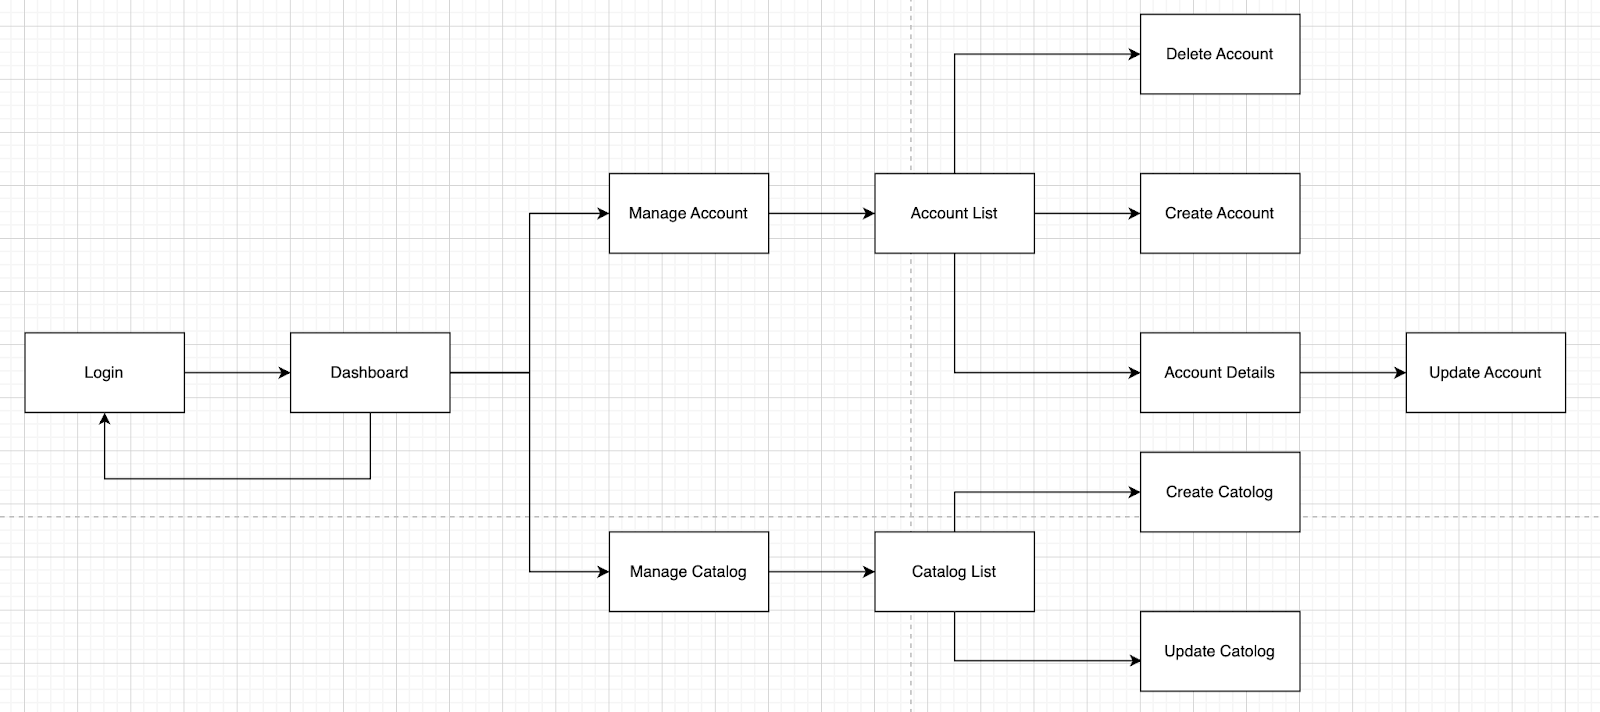 Delete Account
Manage Account
Account List
Create Account
Login
Dashboard
Account Details
Update Account
Create Catolog
Manage Catalog
Catalog List
Update Catolog